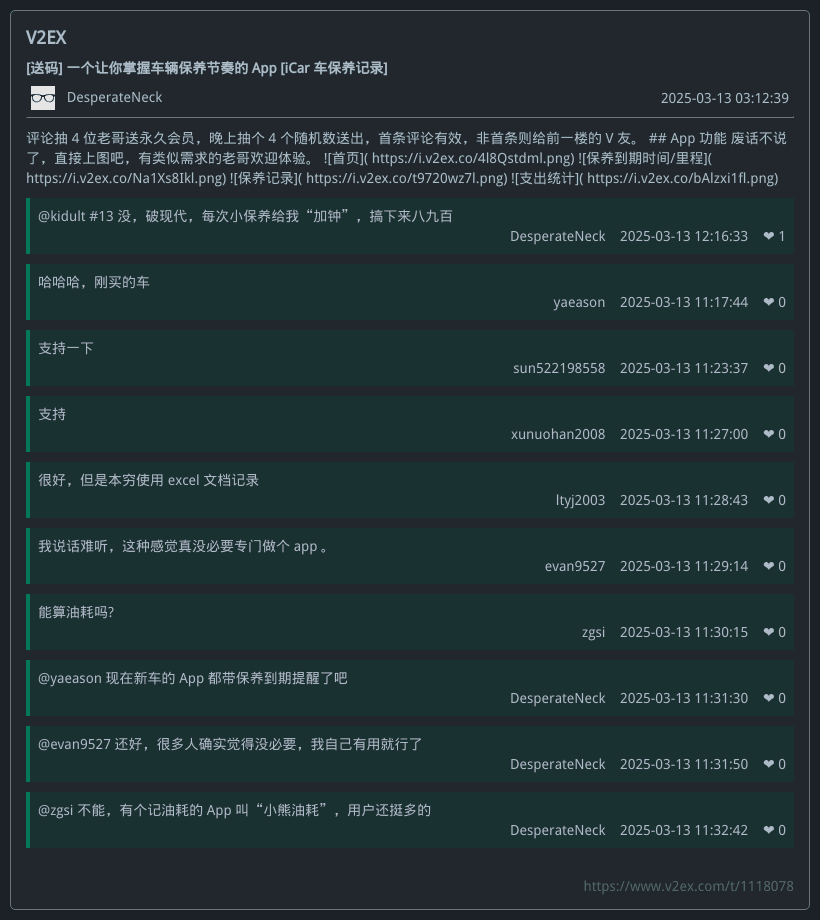 V2EX
[送码] 一个让你掌握车辆保养节奏的 App [iCar 车保养记录]
DesperateNeck 2025-03-13 03:12:39
评论抽 4 位老哥送永久会员，晚上抽个 4 个随机数送出，首条评论有效，非首条则给前一楼的 V 友。 ## App 功能 废话不说
了，直接上图吧，有类似需求的老哥欢迎体验。 ![首页]( https://i.v2ex.co/4l8Qstdml.png) ![保养到期时间/里程](
https://i.v2ex.co/Na1Xs8Ikl.png) ![保养记录]( https://i.v2ex.co/t9720wz7l.png) ![支出统计]( https://i.v2ex.co/bAlzxi1fl.png)
@kidult #13 没，破现代，每次小保养给我“加钟”，搞下来八九百
DesperateNeck 2025-03-13 12:16:33 ❤ 1
哈哈哈，刚买的车
yaeason 2025-03-13 11:17:44 ❤ 0
支持一下
sun522198558 2025-03-13 11:23:37 ❤ 0
支持
xunuohan2008 2025-03-13 11:27:00 ❤ 0
很好，但是本穷使用 excel 文档记录
ltyj2003 2025-03-13 11:28:43 ❤ 0
我说话难听，这种感觉真没必要专门做个 app 。
evan9527 2025-03-13 11:29:14 ❤ 0
能算油耗吗?
zgsi 2025-03-13 11:30:15 ❤ 0
@yaeason 现在新车的 App 都带保养到期提醒了吧
DesperateNeck 2025-03-13 11:31:30 ❤ 0
@evan9527 还好，很多人确实觉得没必要，我自己有用就行了
DesperateNeck 2025-03-13 11:31:50 ❤ 0
@zgsi 不能，有个记油耗的 App 叫“小熊油耗”，用户还挺多的
DesperateNeck 2025-03-13 11:32:42 ❤ 0
https://www.v2ex.com/t/1118078